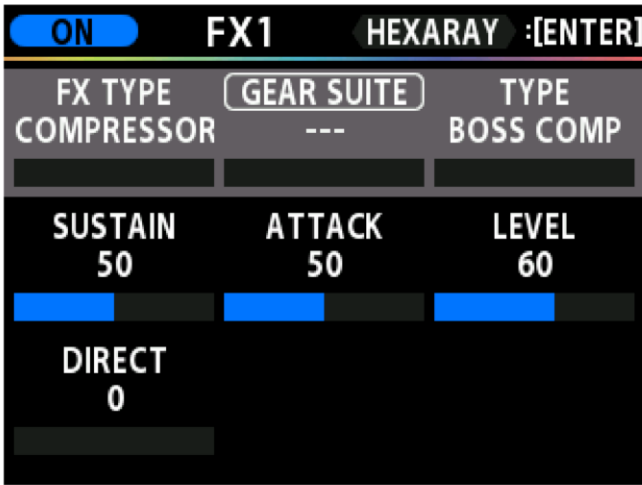 ON FX1 HEXARAY :[ENTER]
FX TYPE GEAR SUITE TYPE
COMPRESSOR --- BOSS COMP
SUSTAIN ATTACK LEVEL
50 50 60
DIRECT
0